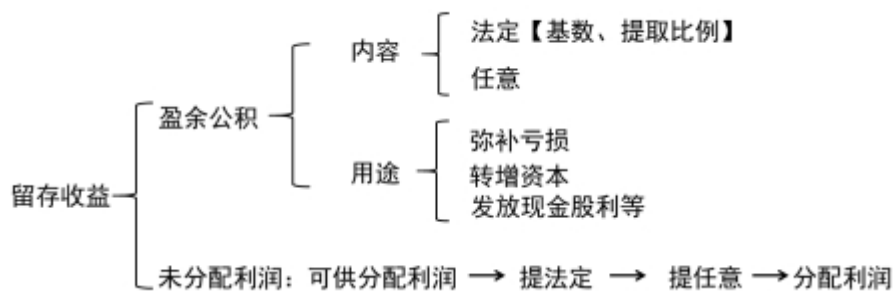 留存收益
盈余公积
内容
法定【基数、提取比例】
任意
用途
弥补亏损
转增资本
发放现金股利等
未分配利润：可供分配利润 → 提法定 → 提任意 → 分配利润